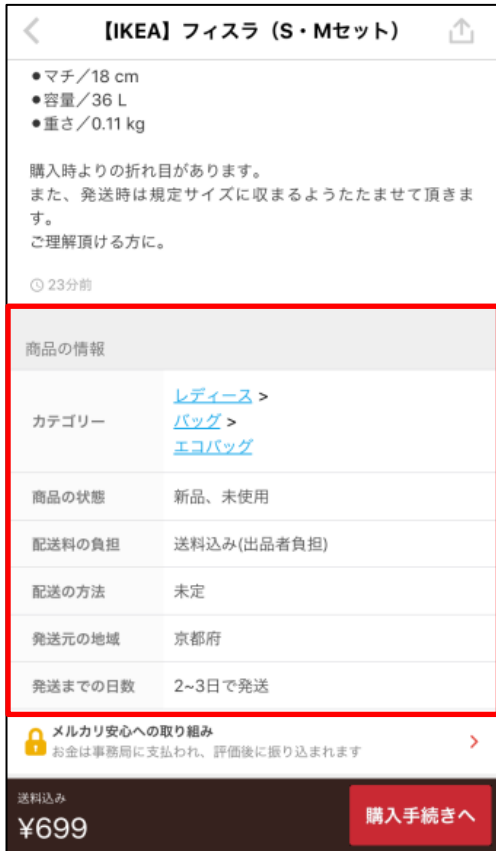 【IKEA】フィスラ（S・Mセット）
●マチ／18 cm
●容量／36 L
●重さ／0.11 kg
購入時よりの折れ目があります。
また、発送時は規定サイズに収まるようたたませて頂きま
す。
ご理解頂ける方に。
23分前
商品の情報
カテゴリー
レディース >
バッグ >
エコバッグ
商品の状態 新品、未使用
配送料の負担 送料込み(出品者負担)
配送の方法 未定
発送元の地域 京都府
発送までの日数 2~3日で発送
メルカリ安心への取り組み
お金は事務局に支払われ、評価後に振り込まれます
送料込み
¥699
購入手続きへ